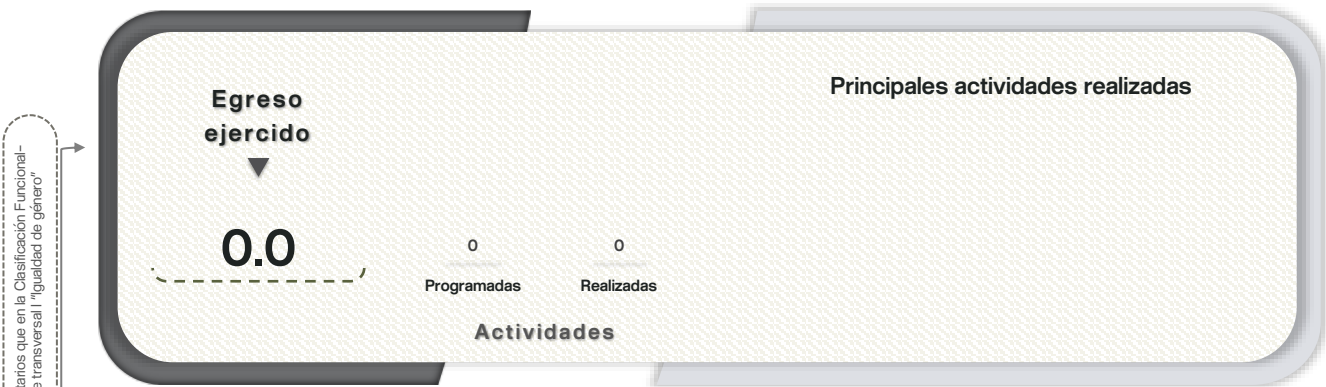 tarios que en la Clasificación Funcional-
e transversal I "Igualdad de género"
Egreso
ejercido
0.0
0
0
Programadas
Realizadas
Actividades
Principales actividades realizadas